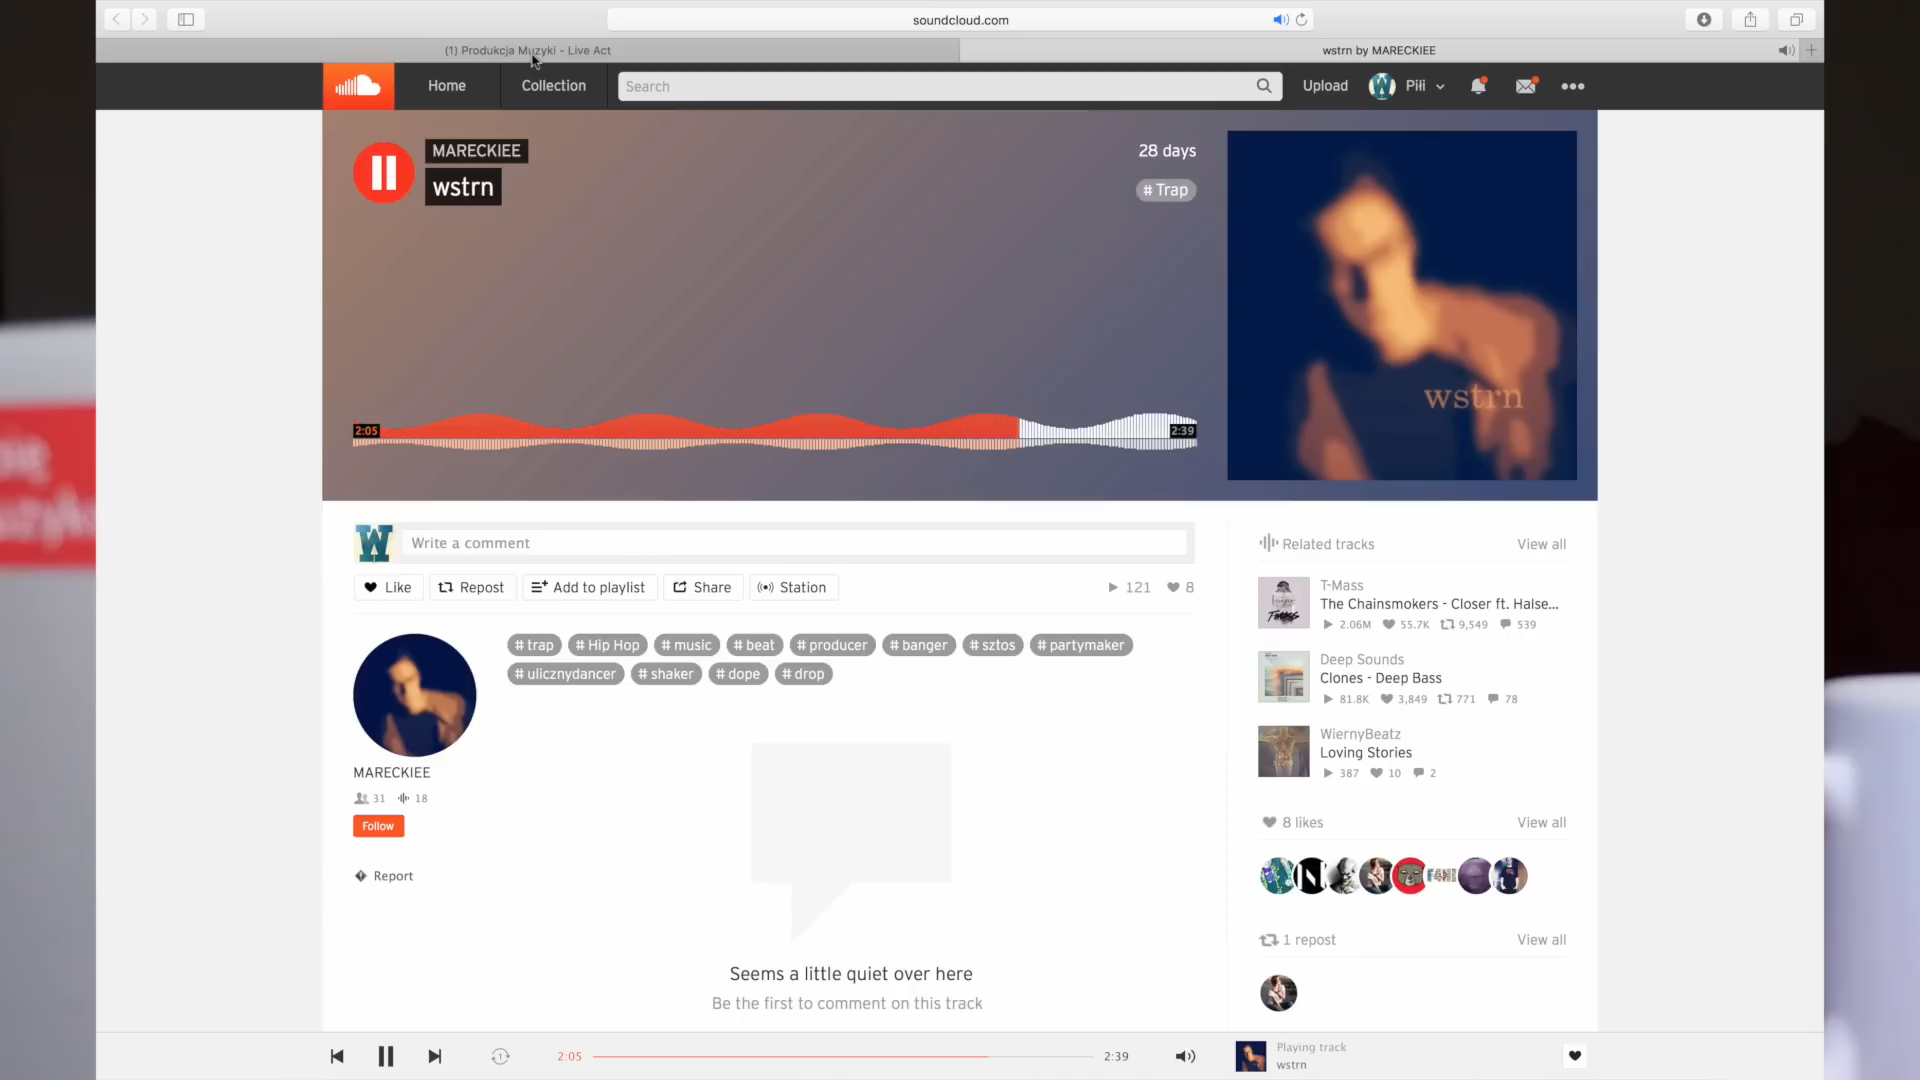 soundcloud.com
(1) Produkcja Muzyki - Live Act
wstrn by MARECKIEE
Home
Collection
Search
Upload
Pili
MARECKIEE
wstrn
28 days
# Trap
2:05
2:39
wstrn
W
Write a comment
Like
Repost
Add to playlist
Share
Station
121
8
# trap
# Hip Hop
# music
# beat
# producer
# banger
# sztos
# partymaker
# ulicznydancer
# shaker
# dope
# drop
MARECKIEE
31
18
Follow
Report
Seems a little quiet over here
Be the first to comment on this track
Related tracks
View all
T-Mass
The Chainsmokers - Closer ft. Halse...
2.06M
55.7K
9,549
539
Deep Sounds
Clones - Deep Bass
81.8K
3,849
771
78
WiernyBeatz
Loving Stories
387
10
2
8 likes
View all
1 repost
View all
2:05
2:39
Playing track
wstrn